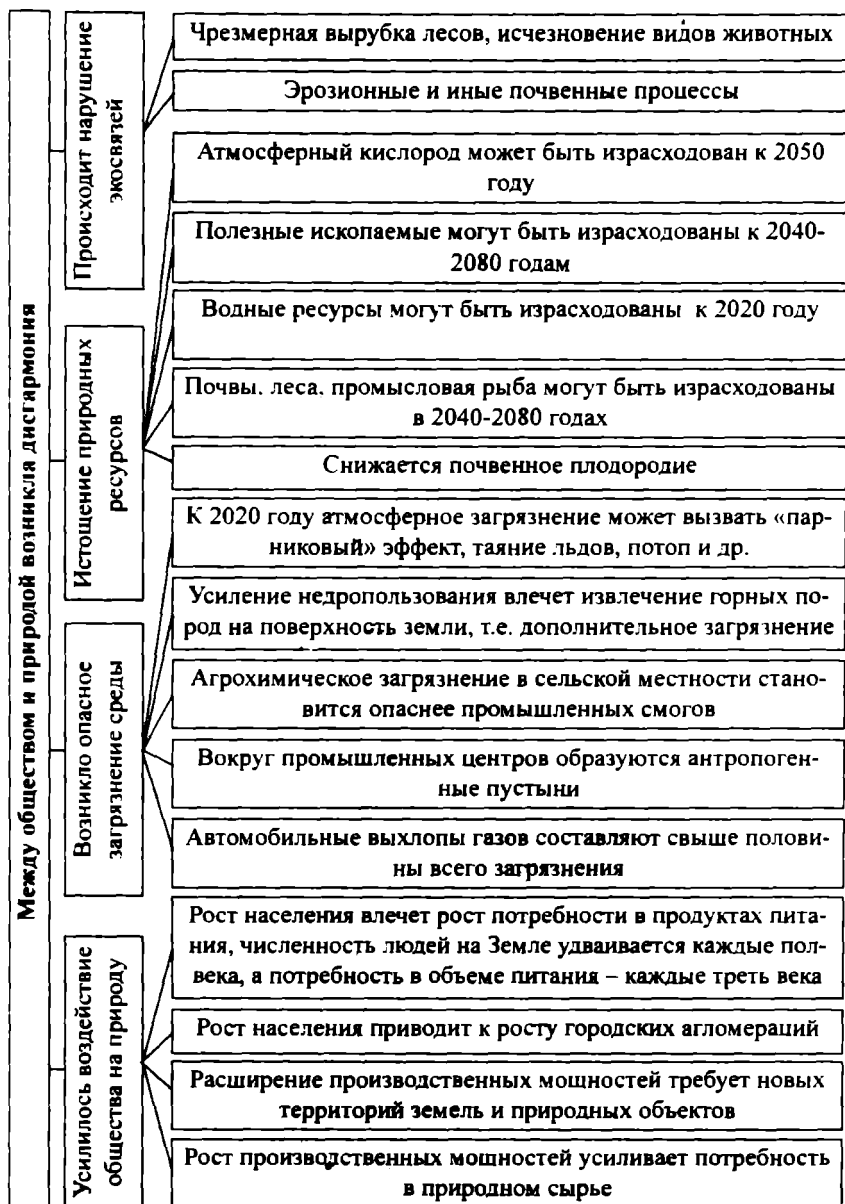 Между обществом и природой возникла дисгармония
Происходит нарушение
экосвязей
Чрезмерная вырубка лесов, исчезновение видов животных
Эрозионные и иные почвенные процессы
Истощение природных
ресурсов
Атмосферный кислород может быть израсходован к 2050
году
Полезные ископаемые могут быть израсходованы к 2040-
2080 годам
Водные ресурсы могут быть израсходованы к 2020 году
Почвы. леса. промысловая рыба могут быть израсходованы
в 2040-2080 годах
Снижается почвенное плодородие
Возникло опасное
загрязнение среды
К 2020 году атмосферное загрязнение может вызвать «пар-
никовый» эффект, таяние льдов, потоп и др.
Усиление недропользования влечет извлечение горных по-
род на поверхность земли, т.е. дополнительное загрязнение
Агрохимическое загрязнение в сельской местности стано-
вится опаснее промышленных смогов
Вокруг промышленных центров образуются антропоген-
ные пустыни
Автомобильные выхлопы газов составляют свыше полови-
ны всего загрязнения
Усилилось воздействие
общества на природу
Рост населения влечет рост потребности в продуктах пита-
ния, численность людей на Земле удваивается каждые пол-
века, а потребность в объеме питания – каждые треть века
Рост населения приводит к росту городских агломераций
Расширение производственных мощностей требует новых
территорий земель и природных объектов
Рост производственных мощностей усиливает потребность
в природном сырье